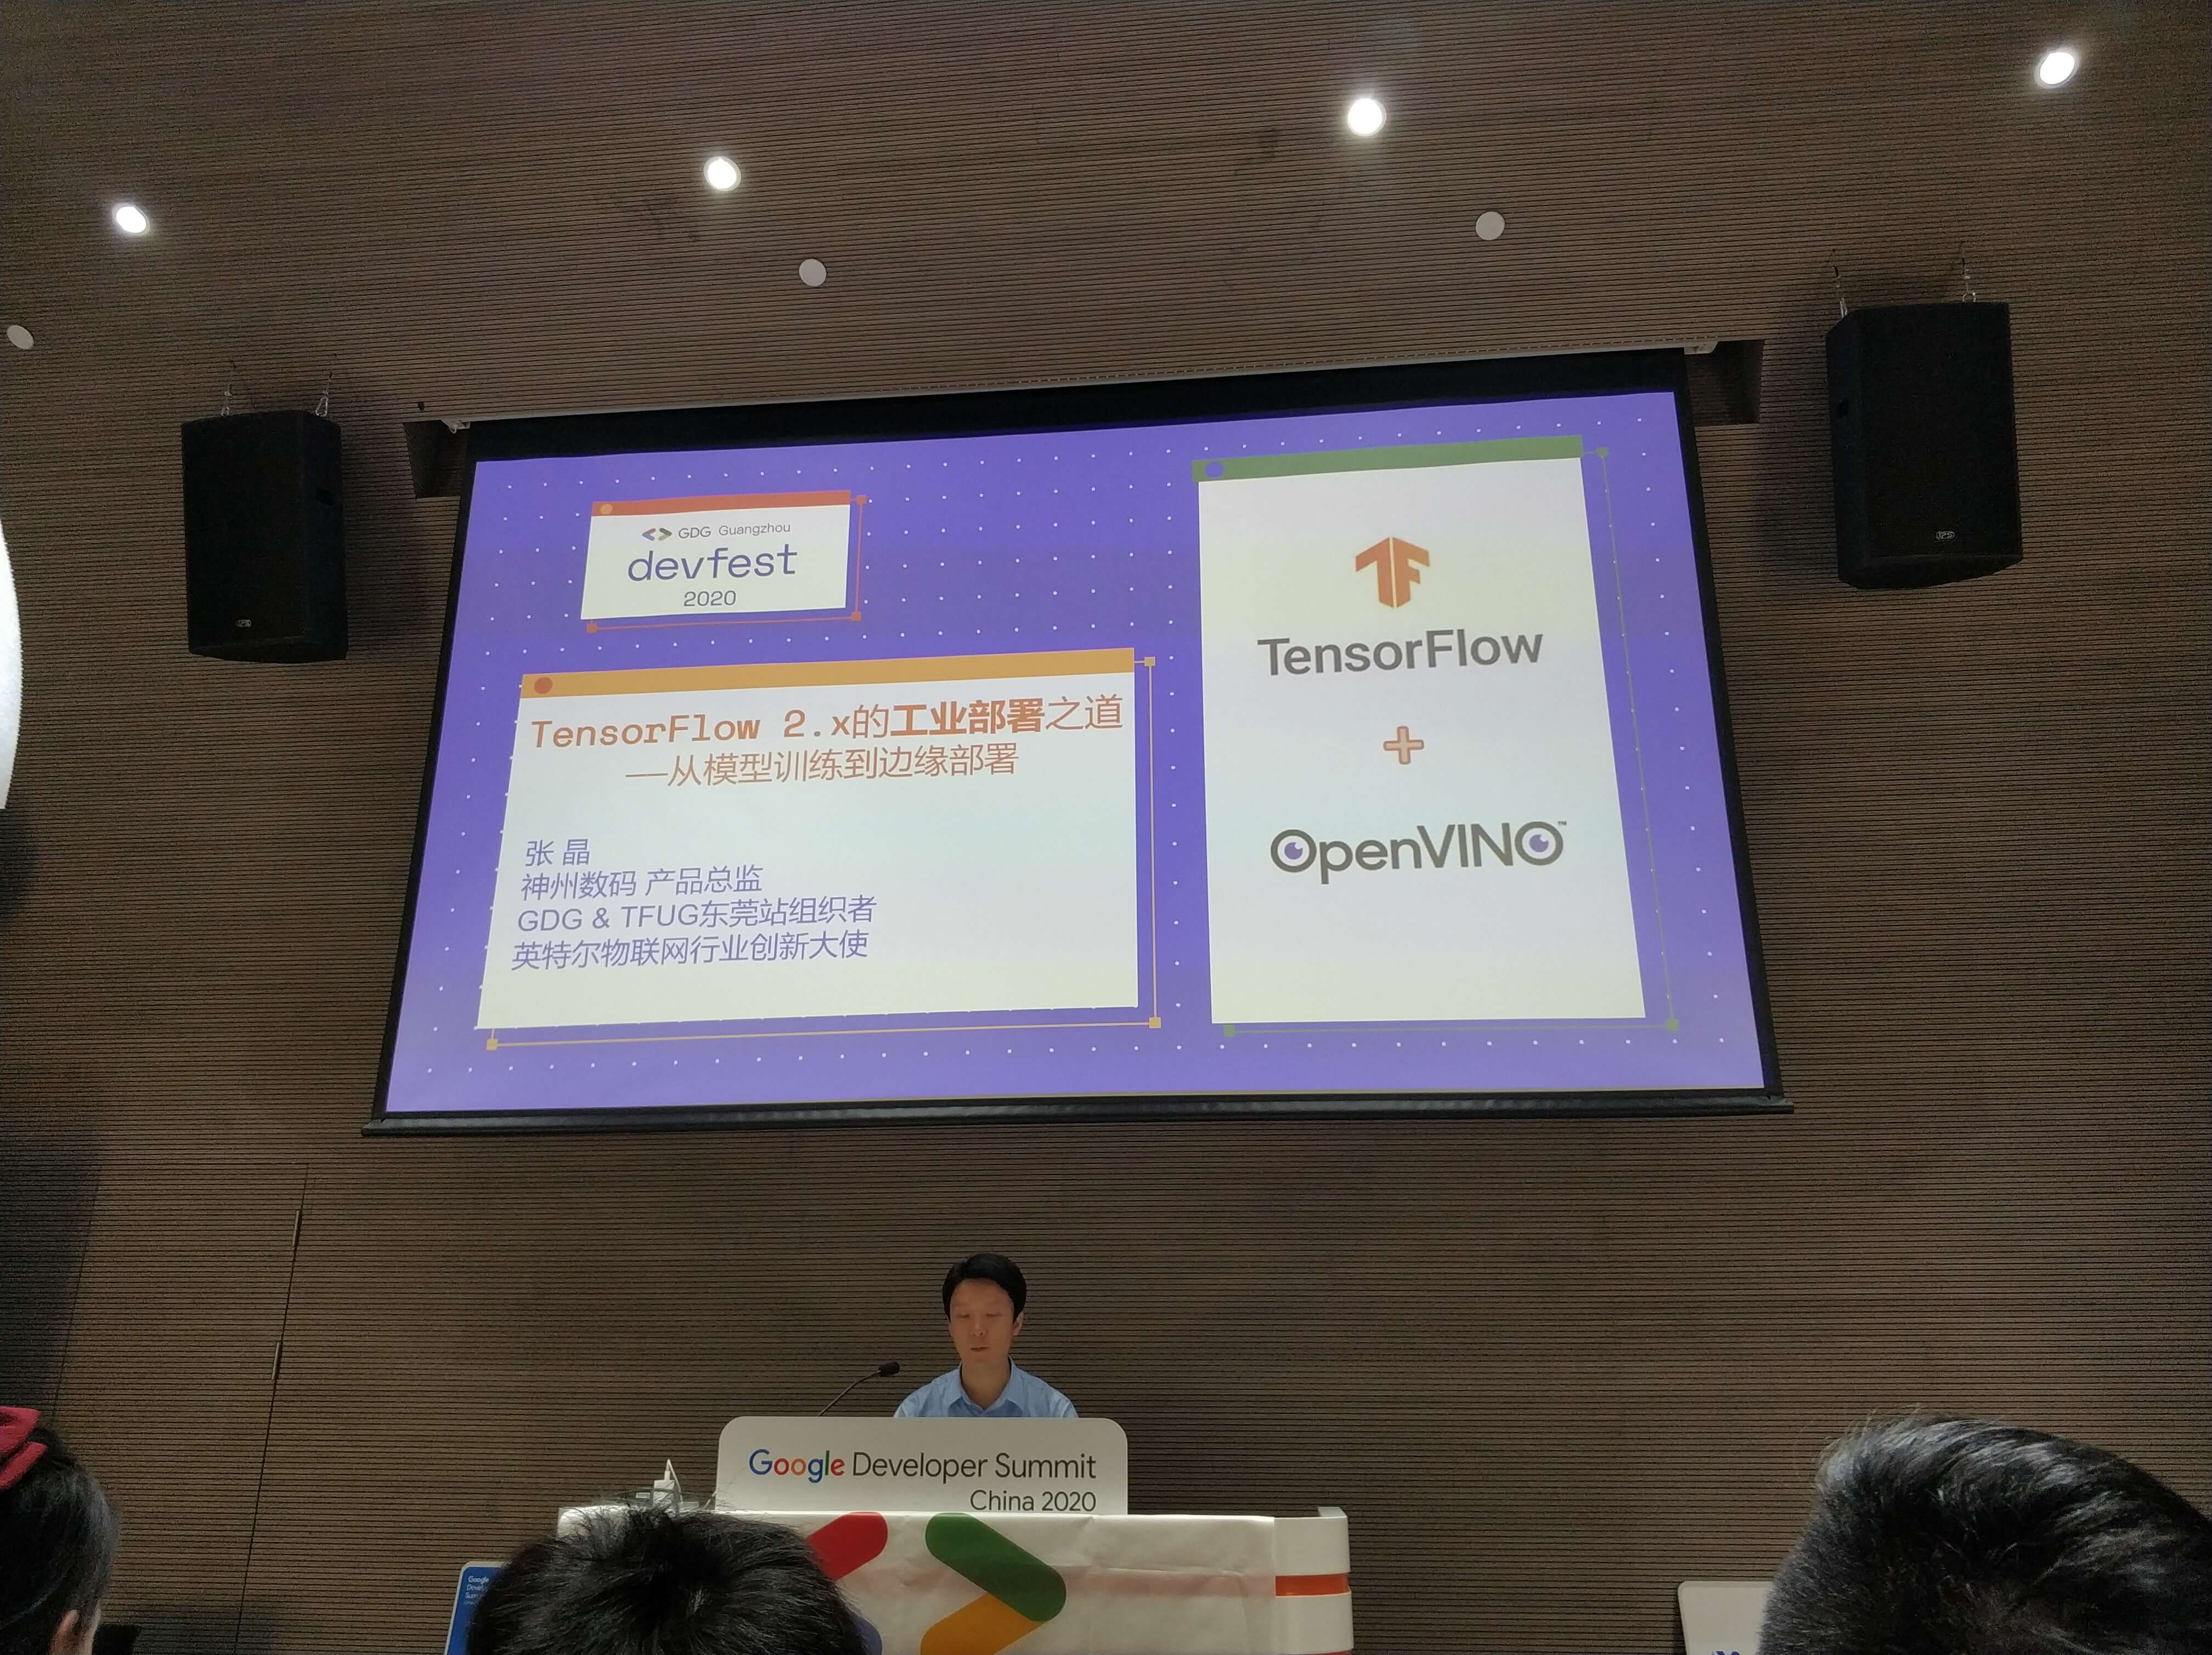 GDG Guangzhou
devfest
2020
TensorFlow 2.x的工业部署之道
—从模型训练到边缘部署
张 晶
神州数码 产品总监
GDG & TFUG东莞站组织者
英特尔物联网行业创新大使
TF
TensorFlow
+
OpenVINO™
Google Developer Summit
China 2020
Google